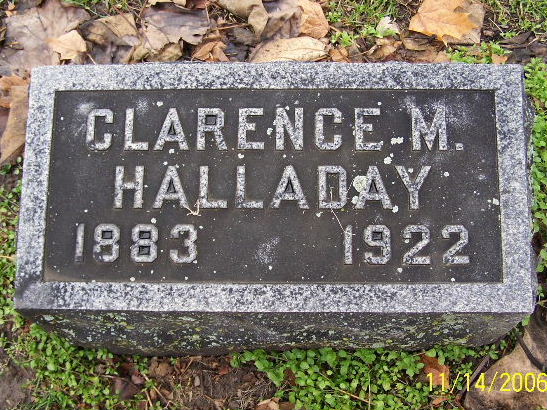 CLARENCE M.
HALLADAY
1883 1922
11/14/2006